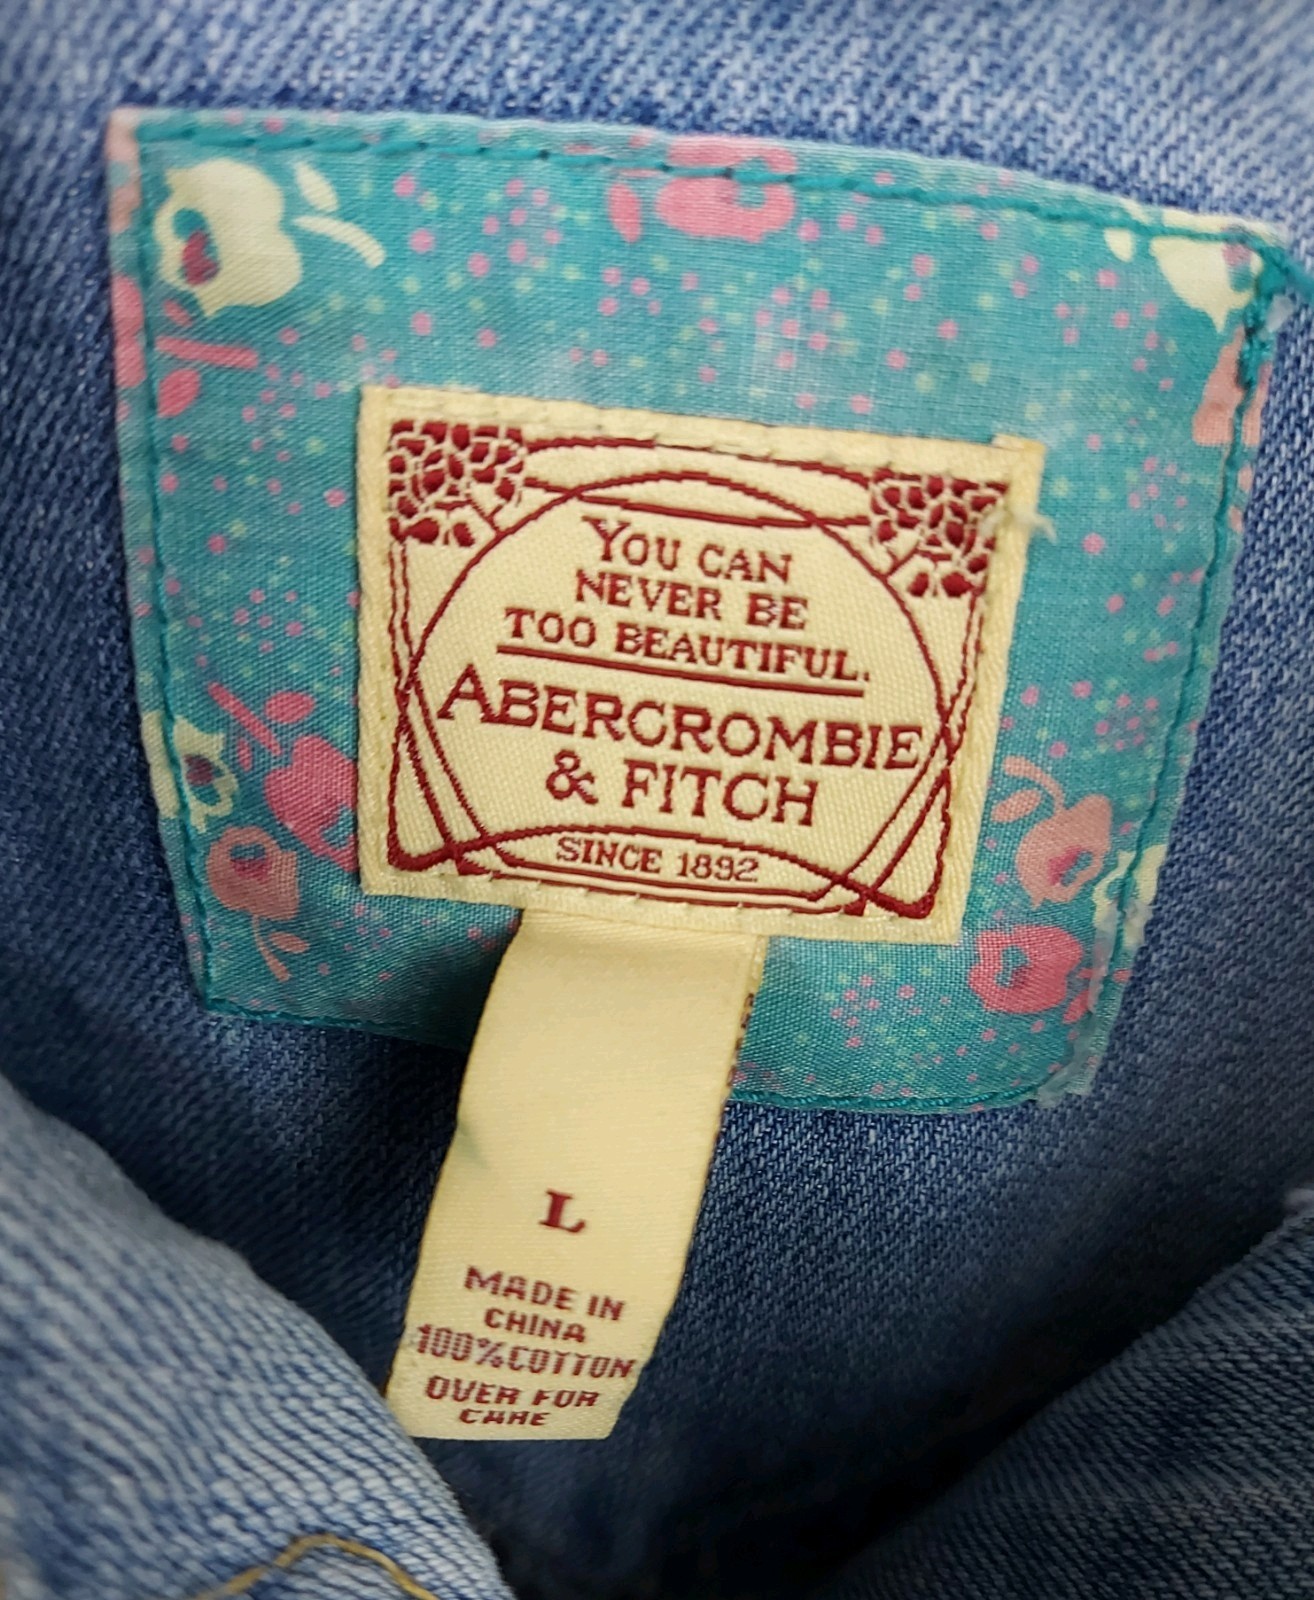 YOU CAN
NEVER BE
TOO BEAUTIFUL.
ABERCROMBIE
& FITCH
SINCE 1892
L
MADE IN
CHINA
100%COTTON
OVER FOR
CARE